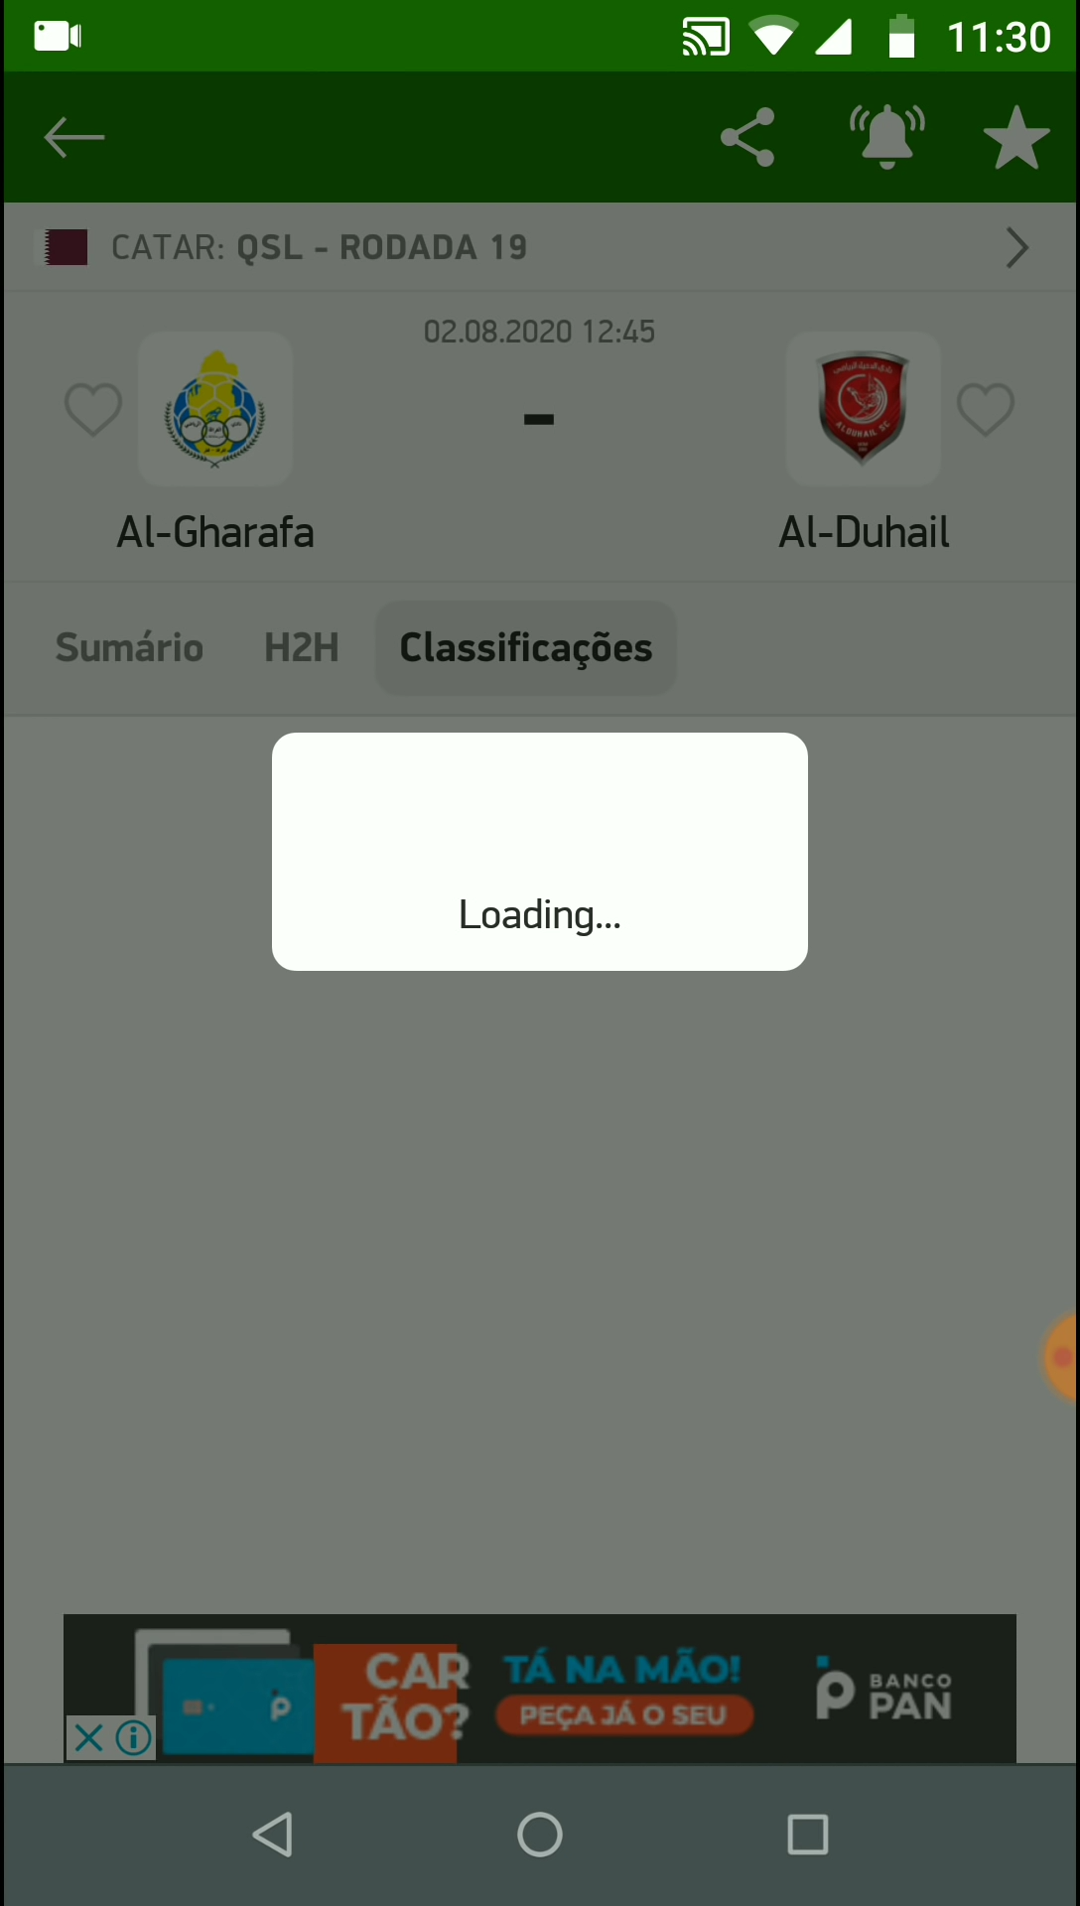 11:30
CATAR: QSL - RODADA 19
02.08.2020 12:45
-
Al-Gharafa
Al-Duhail
Sumário H2H Classificações
Loading...
CAR
TÃO?
TÁ NA MÃO!
PEÇA JÁ O SEU
BANCO
PAN